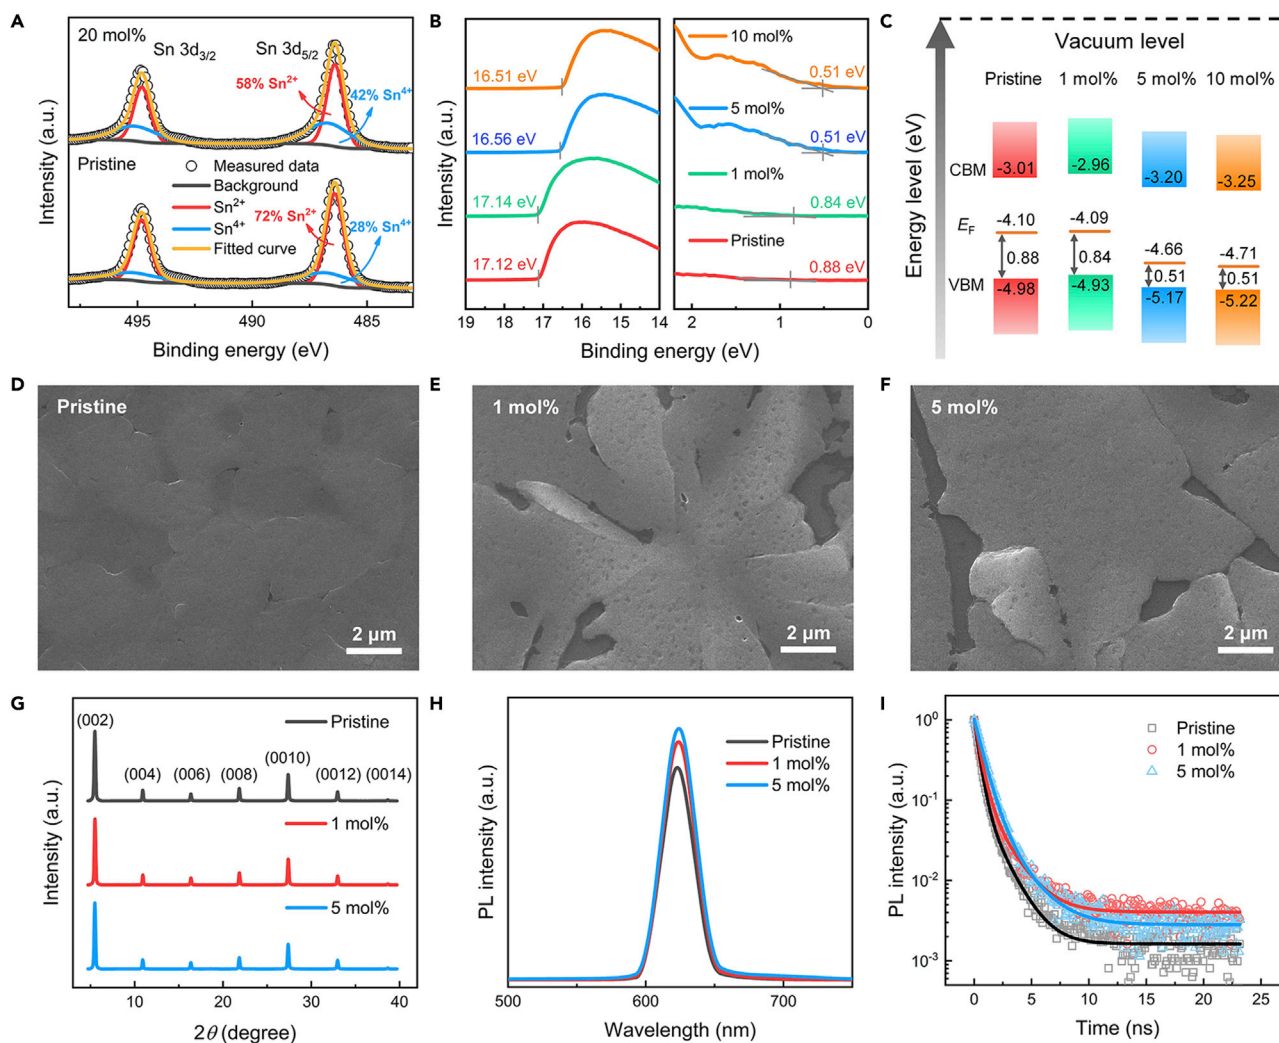 A
20 mol%
Sn 3d3/2
Sn 3d5/2
58% Sn2+
42% Sn4+
Pristine
Measured data
Background
Sn2+
Sn4+
Fitted curve
72% Sn2+
28% Sn4+
Intensity (a.u.)
495
490
485
Binding energy (eV)
B
10 mol%
16.51 eV
0.51 eV
5 mol%
16.56 eV
0.51 eV
1 mol%
17.14 eV
0.84 eV
Pristine
17.12 eV
0.88 eV
Intensity (a.u.)
19 18 17 16 15 14
2 1 0
Binding energy (eV)
Binding (eV)
C
Vacuum level
Pristine 1 mol% 5 mol% 10 mol%
Energy level (eV)
CBM
-3.01
-2.96
-3.20
-3.25
EF
-4.10
-4.09
-4.66
-4.71
0.88
0.84
0.51
0.51
VBM
-4.98
-4.93
-5.17
-5.22
D
Pristine
2 μm
E
1 mol%
2 μm
F
5 mol%
2 μm
G
(002)
(004)
(006)
(008)
(0010)
(0012)
(0014)
Pristine
1 mol%
5 mol%
Intensity (a.u.)
10 20 30 40
2θ (degree)
H
Pristine
1 mol%
5 mol%
PL intensity (a.u.)
500 600 700
Wavelength (nm)
I
Pristine
1 mol%
5 mol%
10⁰
10⁻¹
10⁻²
10⁻³
PL intensity (a.u.)
0 5 10 15 20 25
Time (ns)